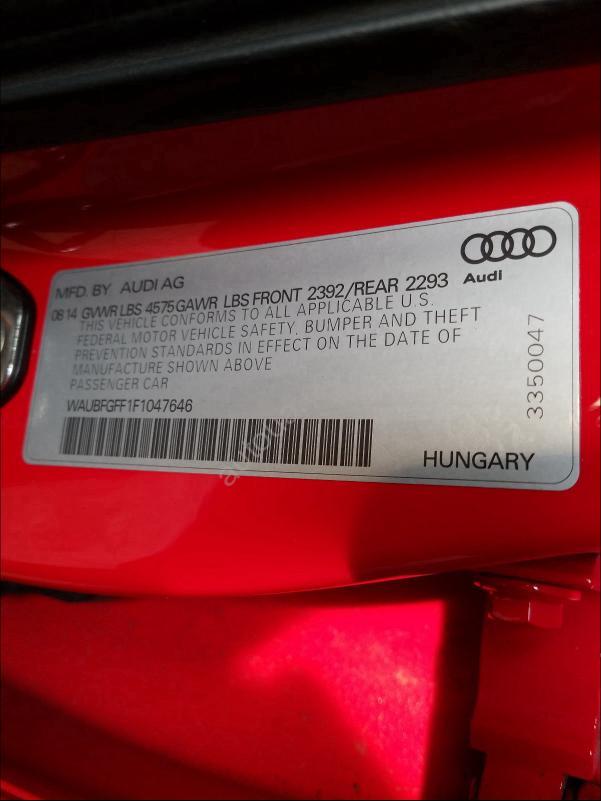 MFD. BY AUDI AG
Audi
0814 GVWR LBS 4575 GAWR LBS FRONT 2392/REAR 2293
THIS VEHICLE CONFORMS TO ALL APPLICABLE U.S.
FEDERAL MOTOR VEHICLE SAFETY, BUMPER AND THEFT
PREVENTION STANDARDS IN EFFECT ON THE DATE OF
MANUFACTURE SHOWN ABOVE
PASSENGER CAR
WAUBFGFF1F1047646
HUNGARY
3350047